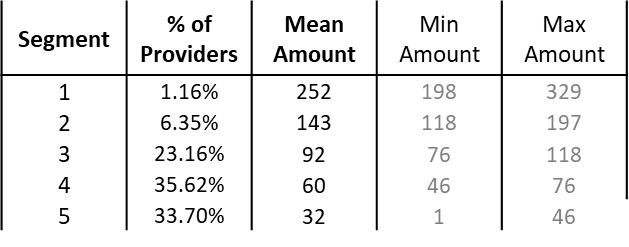 Segment % of Providers Mean Amount Min Amount Max Amount
1 1.16% 252 198 329
2 6.35% 143 118 197
3 23.16% 92 76 118
4 35.62% 60 46 76
5 33.70% 32 1 46